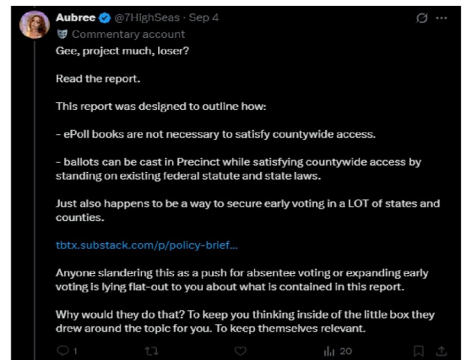 Aubree @7HighSeas · Sep 4
Commentary account
Gee, project much, loser?
Read the report.
This report was designed to outline how:
- ePoll books are not necessary to satisfy countywide access.
- ballots can be cast in Precinct while satisfying countywide access by
standing on existing federal statute and state laws.
Just also happens to be a way to secure early voting in a LOT of states and
counties.
tbtx.substack.com/p/policy-brief...
Anyone slandering this as a push for absentee voting or expanding early
voting is lying flat-out to you about what is contained in this report.
Why would they do that? To keep you thinking inside of the little box they
drew around the topic for you. To keep themselves relevant.
1 20